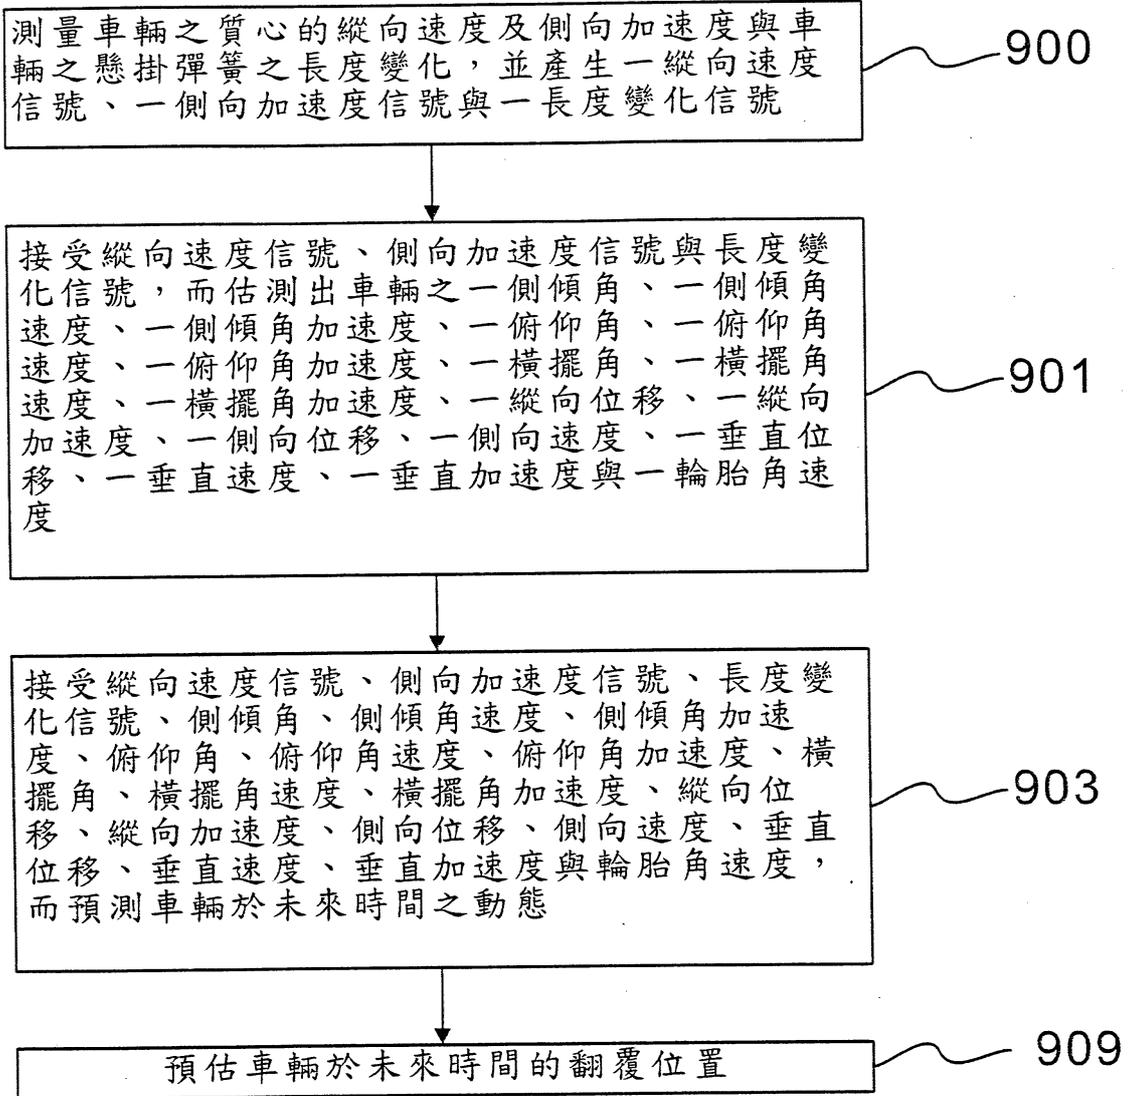 測量車輛之質心的縱向速度及側向加速度與車
輛之懸掛彈簧之長度變化，並產生一縱向速度
信號、一側向加速度信號與一長度變化信號
900
接受縱向速度信號、側向加速度信號與長度變
化信號，而估測出車輛之一側傾角、一側傾角
速度、一側傾角加速度、一俯仰角、一俯仰角
速度、一俯仰角加速度、一橫擺角、一橫擺角
速度、一橫擺角加速度、一縱向位移、一縱向
加速度、一側向位移、一側向速度、一垂直位
移、一垂直速度、一垂直加速度與一輪胎角速
度
901
接受縱向速度信號、側向加速度信號、長度變
化信號、側傾角、側傾角速度、側傾角加速
度、俯仰角、俯仰角速度、俯仰角加速度、橫
擺角、橫擺角速度、橫擺角加速度、縱向位
移、縱向加速度、側向位移、側向速度、垂直
位移、垂直速度、垂直加速度與輪胎角速度，
而預測車輛於未來時間之動態
903
預估車輛於未來時間的翻覆位置
909